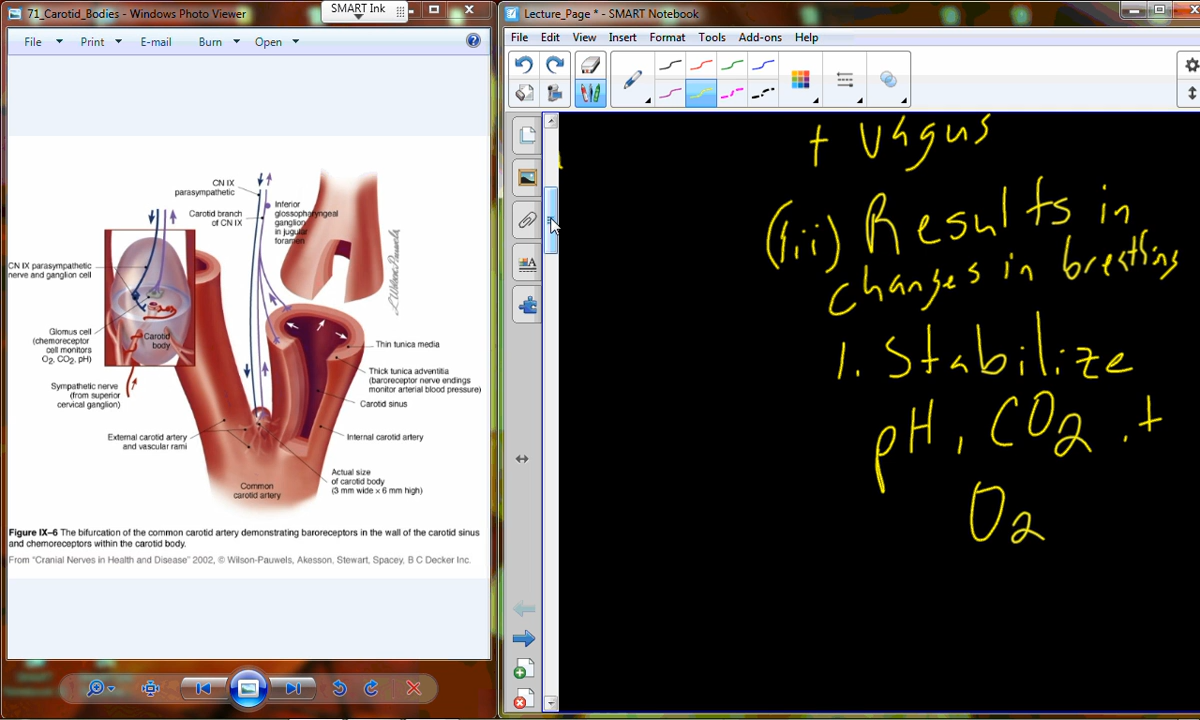 71_Carotid_Bodies - Windows Photo Viewer
SMART Ink
File Print E-mail Burn Open
CN IX
parasympathetic
Carotid branch
of CN IX
Inferior
glossopharyngeal
ganglion
in jugular
foramen
CN IX parasympathetic
nerve and ganglion cell
Glomus cell
(chemoreceptor
cell monitors
O2, CO2, pH)
Carotid
body
Sympathetic nerve
(from superior
cervical ganglion)
External carotid artery
and vascular rami
Common
carotid artery
Thin tunica media
Thick tunica adventitia
(baroreceptor nerve endings
monitor arterial blood pressure)
Carotid sinus
Internal carotid artery
Actual size
of carotid body
(3 mm wide × 6 mm high)
L. Wilson-Pauwels
Figure IX–6 The bifurcation of the common carotid artery demonstrating baroreceptors in the wall of the carotid sinus
and chemoreceptors within the carotid body.
From "Cranial Nerves in Health and Disease" 2002, © Wilson-Pauwels, Akesson, Stewart, Spacey, B C Decker Inc.
Lecture_Page * - SMART Notebook
File Edit View Insert Format Tools Add-ons Help
+ Vagus
(iii) Results in
changes in breathing
1. Stabilize
pH, CO2, +
O2